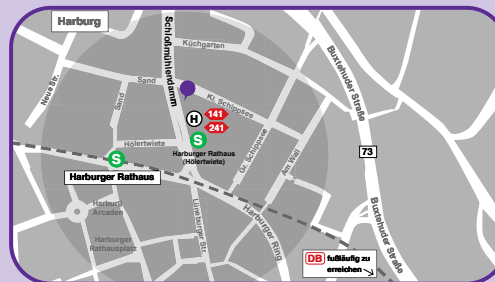 Harburg
Schloßmühlendamm
Küchgarten
Neue Str.
Sand
Sand
Kl. Schippsee
Buxtehuder Straße
H
141
241
S
Harburger Rathaus
(Hölertwiete)
Hölertwiete
S
Harburger Rathaus
Gr. Schippsee
Am Wall
73
Harburg
Arcaden
Harburger
Rathausplatz
Lüneburger Str.
Harburger Ring
Buxtehuder Straße
DB fußläufig zu
erreichen